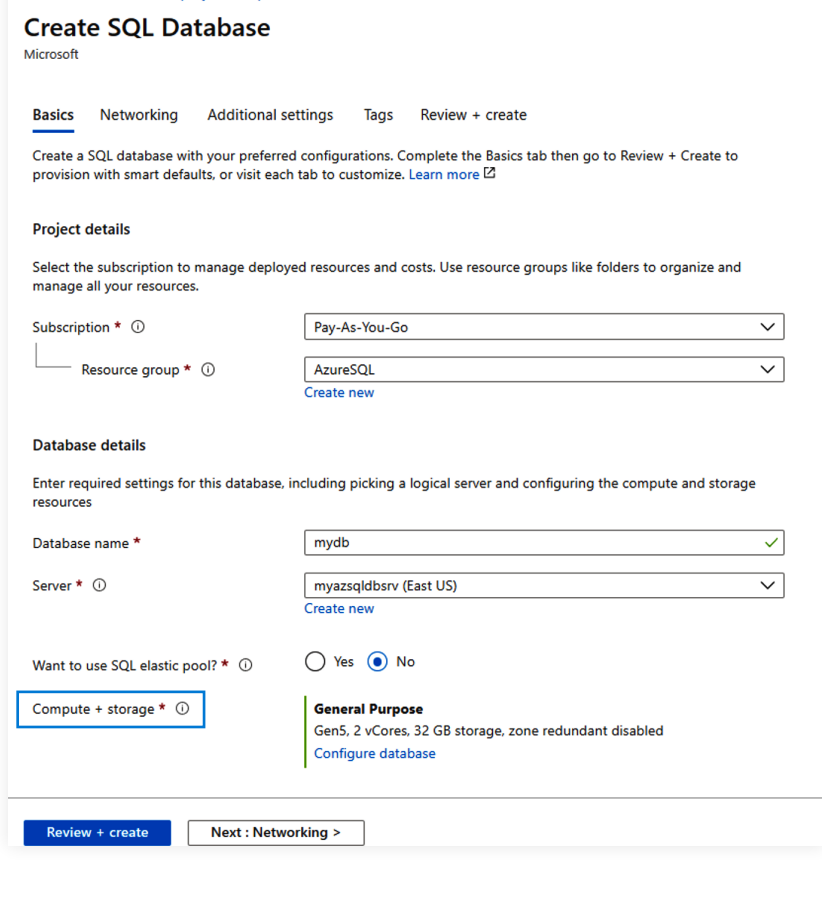 Create SQL Database
Microsoft
Basics Networking Additional settings Tags Review + create
Create a SQL database with your preferred configurations. Complete the Basics tab then go to Review + Create to
provision with smart defaults, or visit each tab to customize. Learn more
Project details
Select the subscription to manage deployed resources and costs. Use resource groups like folders to organize and
manage all your resources.
Subscription * Pay-As-You-Go
Resource group * AzureSQL
Create new
Database details
Enter required settings for this database, including picking a logical server and configuring the compute and storage
resources
Database name * mydb
Server * myazsqldbsrv (East US)
Create new
Want to use SQL elastic pool? * Yes No
Compute + storage * General Purpose
Gen5, 2 vCores, 32 GB storage, zone redundant disabled
Configure database
Review + create Next : Networking >